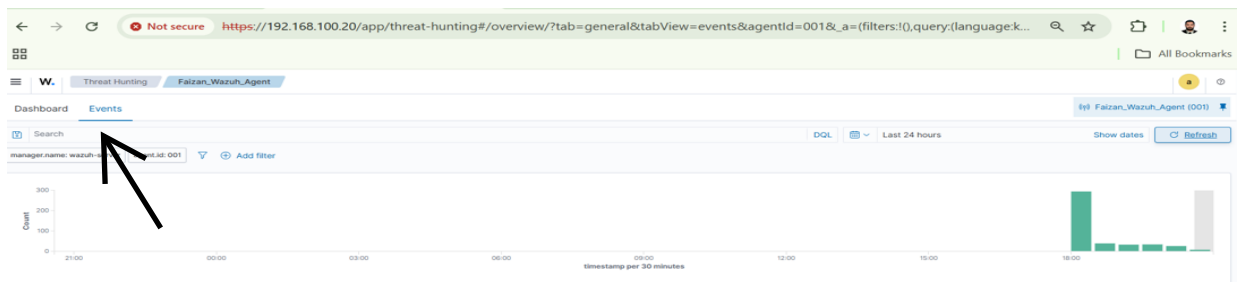 Not secure https://192.168.100.20/app/threat-hunting#/overview/?tab=general&tabView=events&agentId=001&_a=(filters:!(),query:(language:k...
All Bookmarks
W. Threat Hunting Faizan_Wazuh_Agent a
Dashboard Events Faizan_Wazuh_Agent (001)
Search DQL Last 24 hours Show dates Refresh
manager.name: id: 001 Add filter
300
200
100
0
Count
21:00 00:00 03:00 06:00 09:00 12:00 15:00 18:00
timestamp per 30 minutes